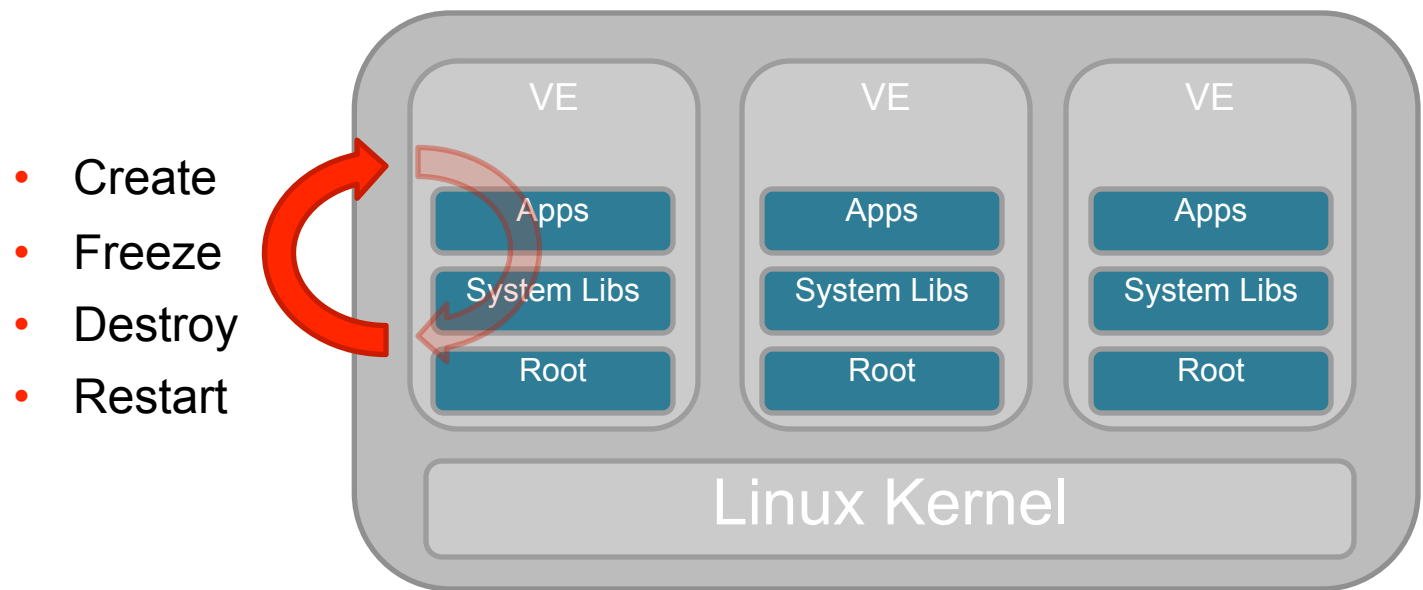 • Create
• Freeze
• Destroy
• Restart
VE
Apps
System Libs
Root
VE
Apps
System Libs
Root
VE
Apps
System Libs
Root
Linux Kernel